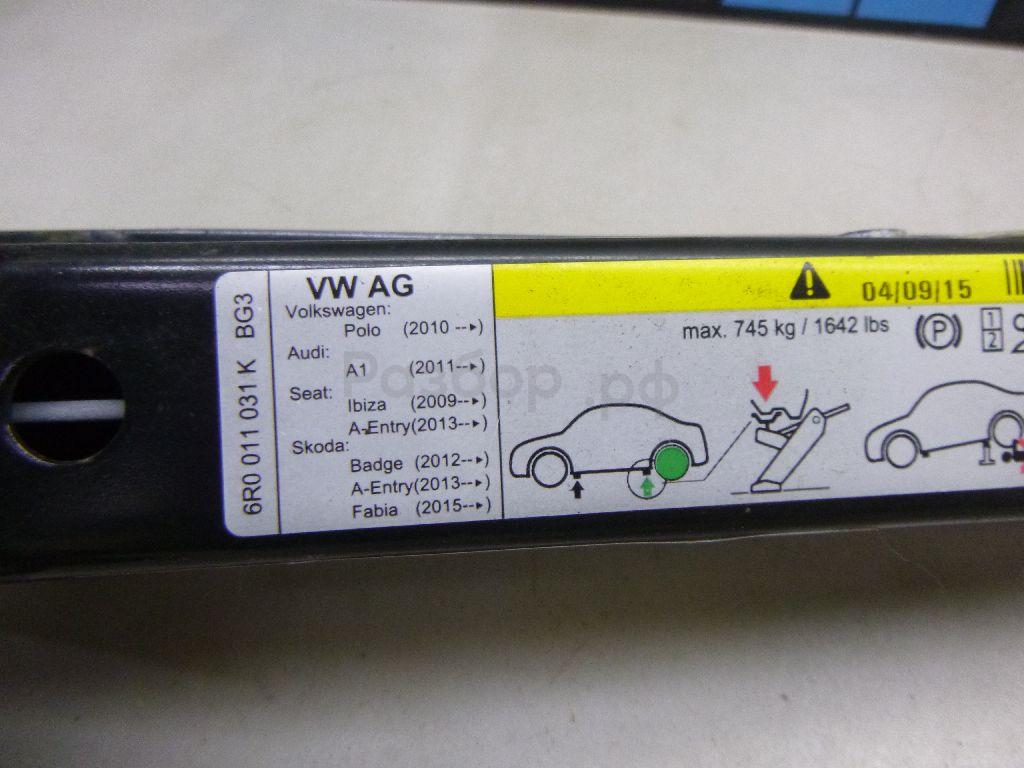 6R0 011 031 K BG3
VW AG
Volkswagen:
Polo (2010 --▸)
Audi:
A1 (2011--▸)
Seat:
Ibiza (2009--▸)
A-Entry (2013--▸)
Skoda:
Badge (2012--▸)
A-Entry (2013--▸)
Fabia (2015--▸)
04/09/15
max. 745 kg / 1642 lbs
P
1
2
Разбор.рф